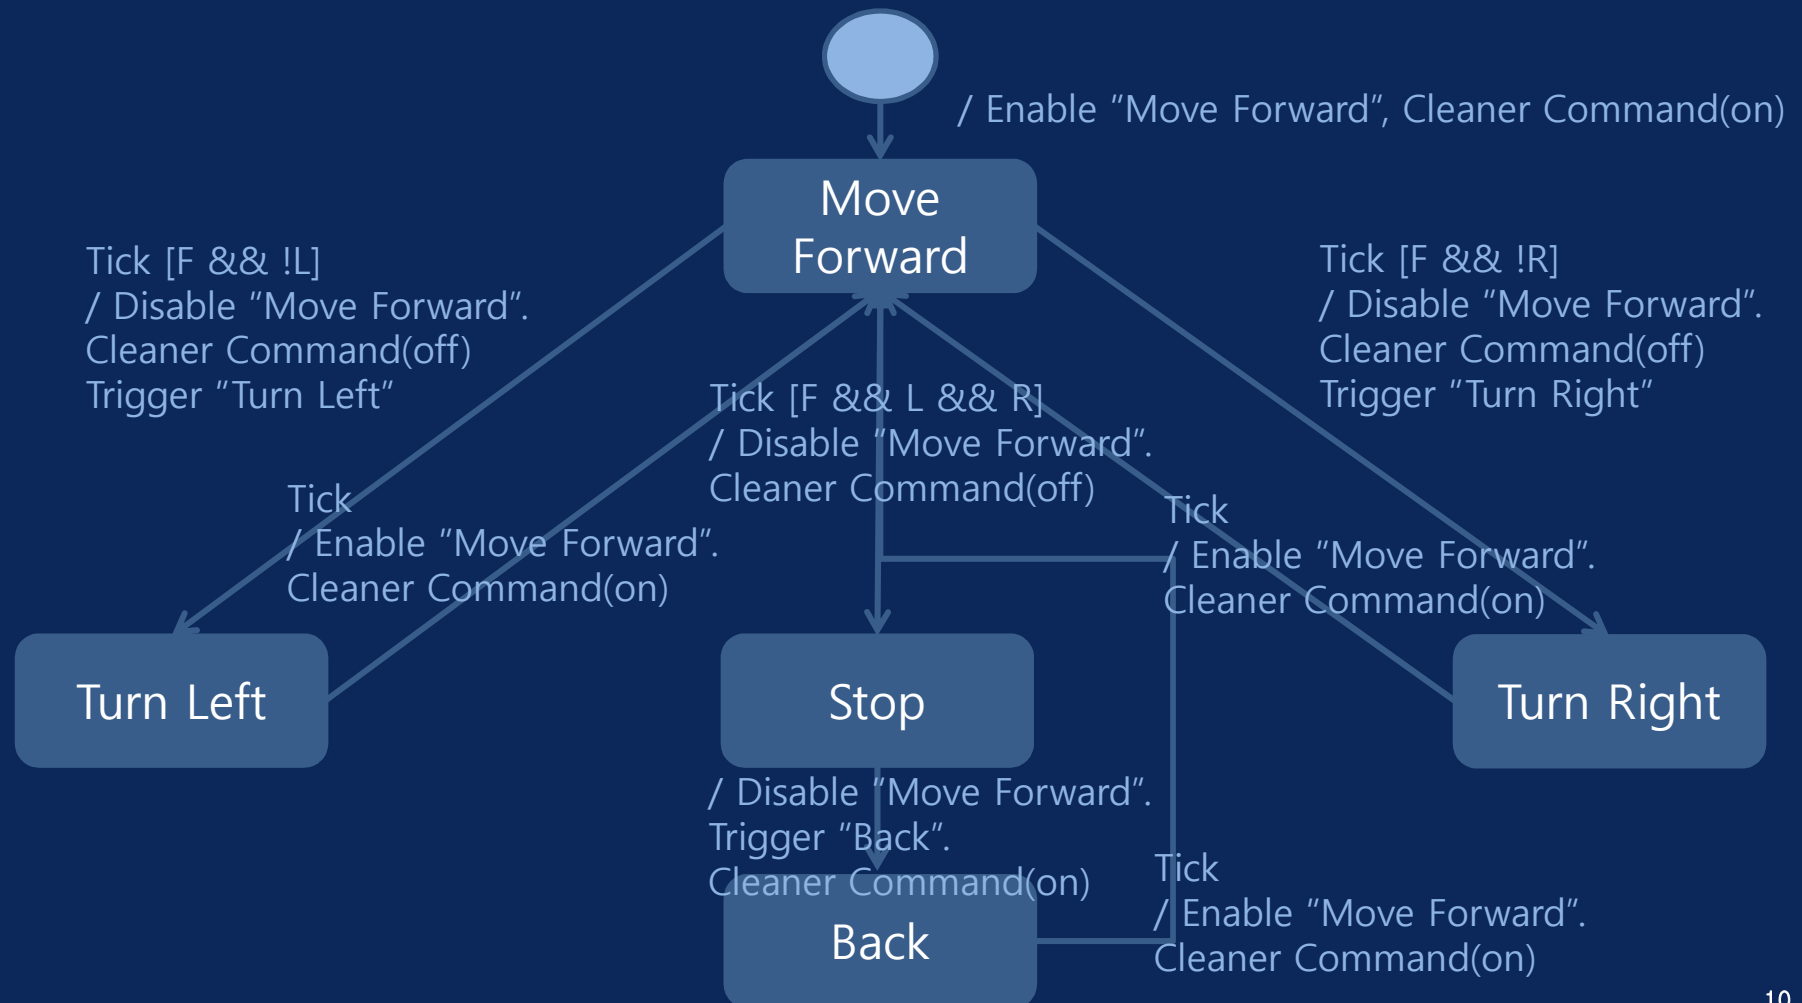 / Enable “Move Forward”, Cleaner Command(on)
Move
Forward
Tick [F && !L]
/ Disable “Move Forward”.
Cleaner Command(off)
Trigger “Turn Left”
Tick [F && !R]
/ Disable “Move Forward”.
Cleaner Command(off)
Trigger “Turn Right”
Tick [F && L && R]
/ Disable “Move Forward”.
Cleaner Command(off)
Tick
/ Enable “Move Forward”.
Cleaner Command(on)
Tick
/ Enable “Move Forward”.
Cleaner Command(on)
Turn Left
Stop
Turn Right
/ Disable “Move Forward”.
Trigger “Back”.
Cleaner Command(on)
Tick
/ Enable “Move Forward”.
Cleaner Command(on)
Back
10